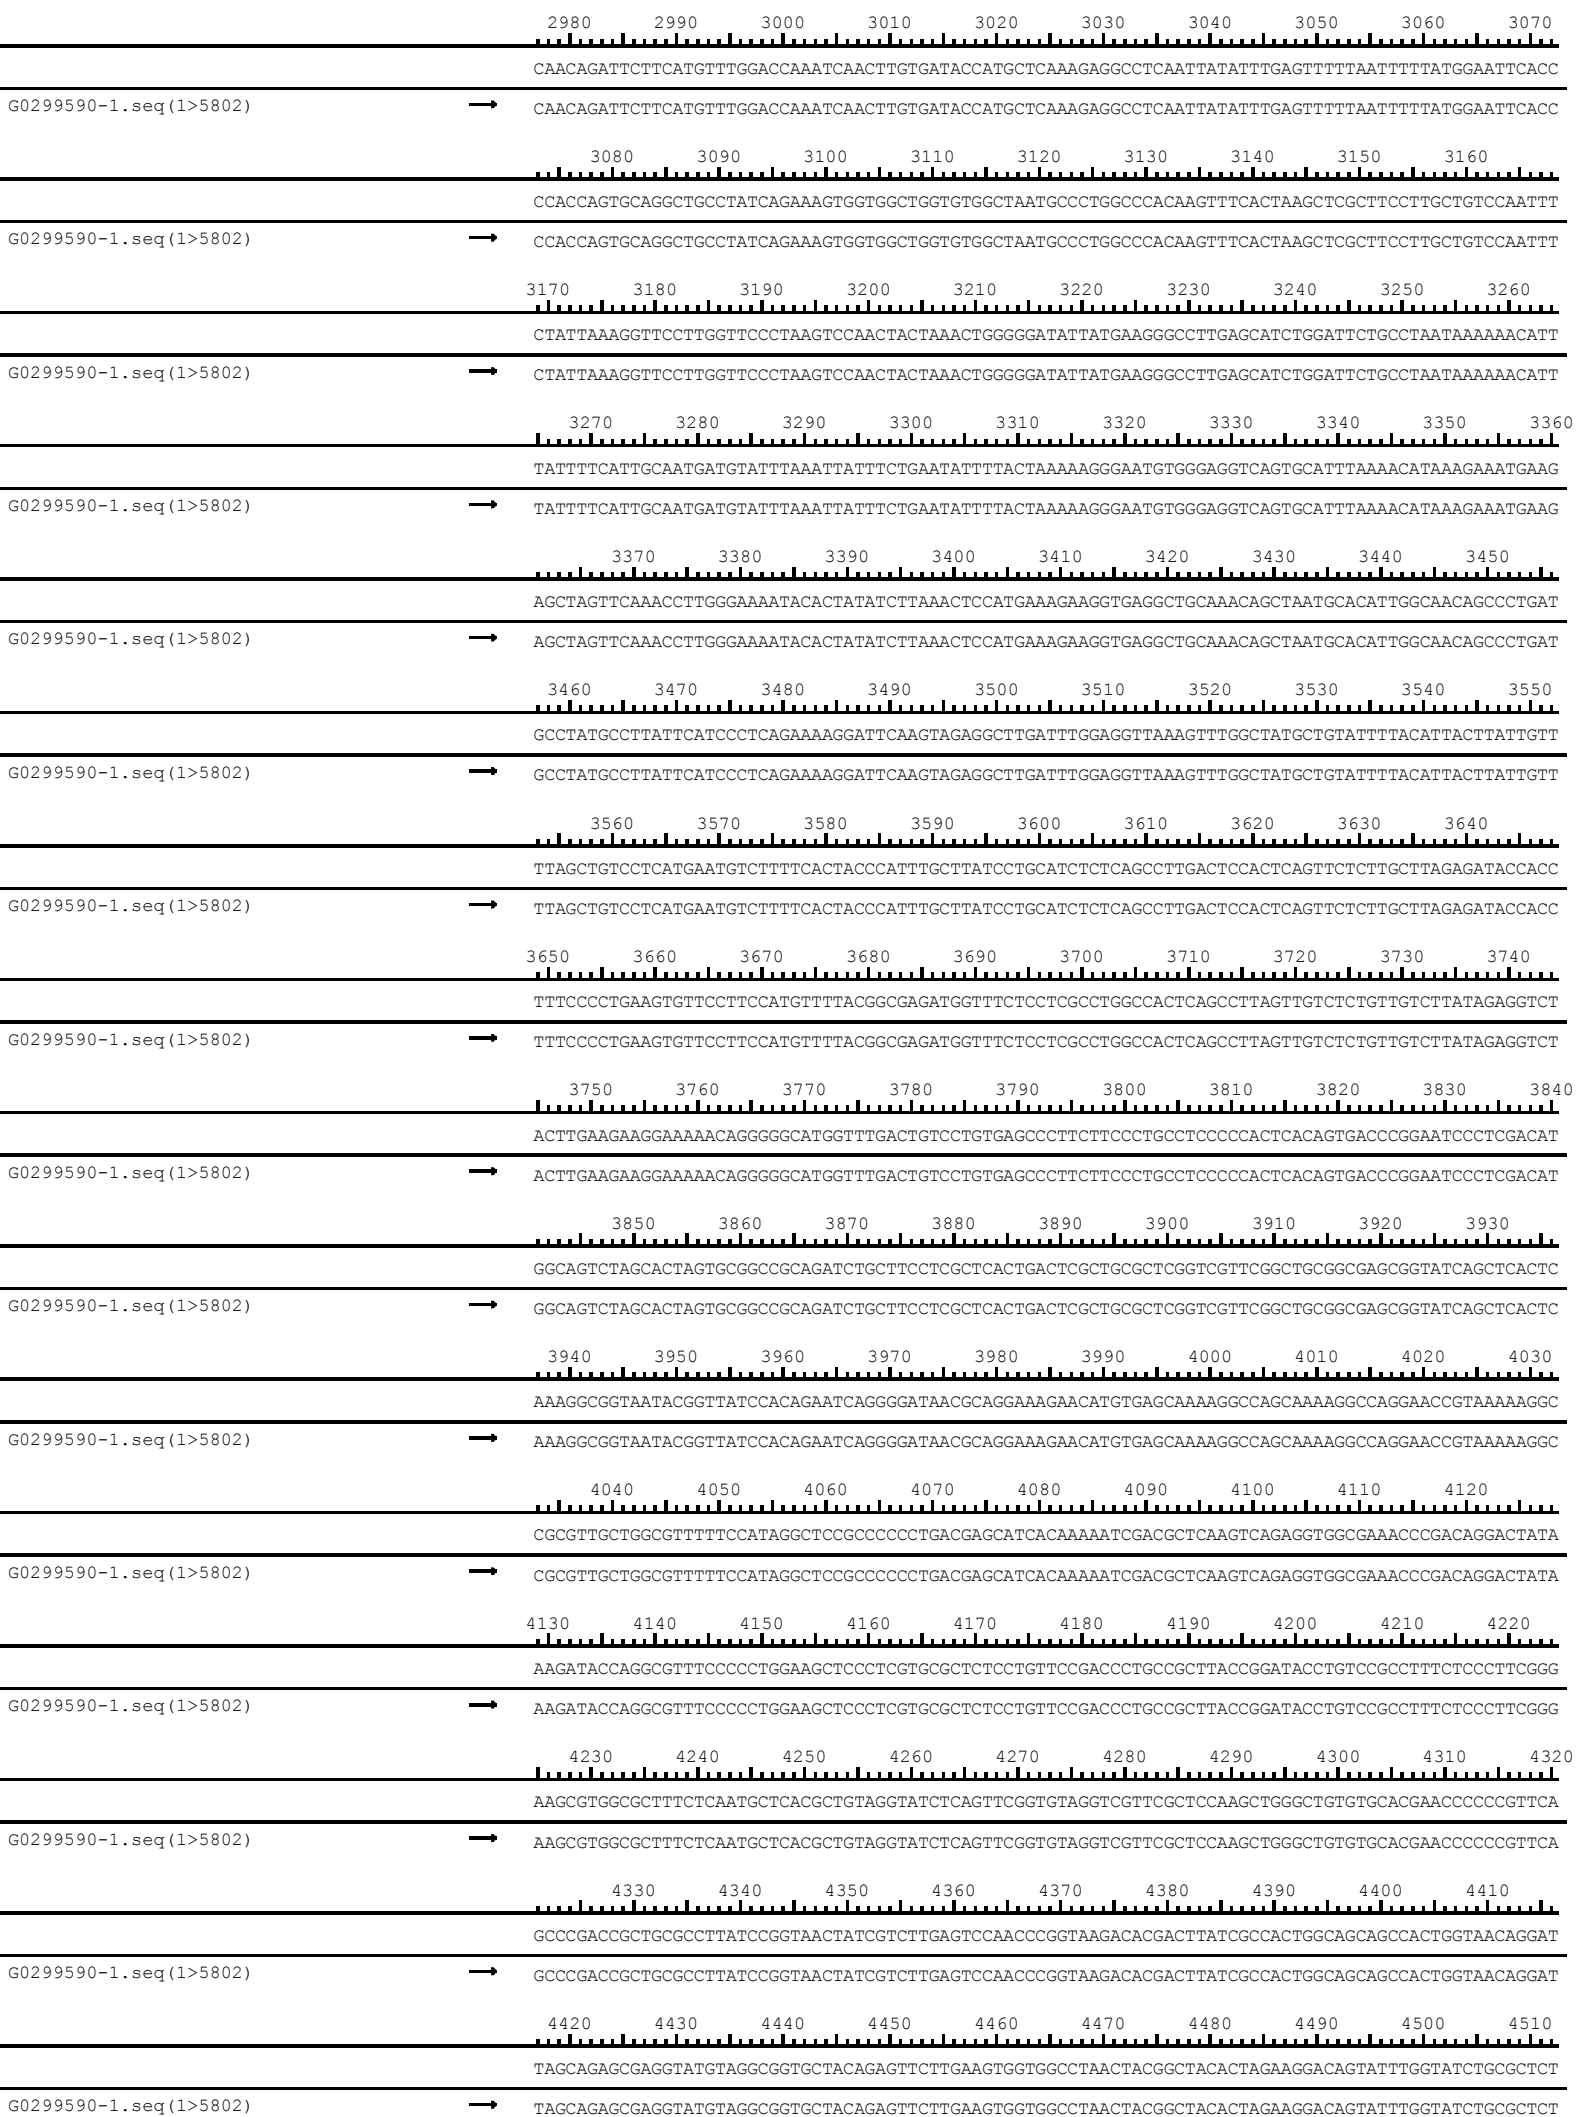 2980 2990 3000 3010 3020 3030 3040 3050 3060 3070
CAACAGATTCTTCATGTTTGGACCAAATCAACTTGTGATACCATGCTCAAAGAGGCCTCAATTATATTTGAGTTTTTAATTTTTATGGAATTCACC
G0299590-1.seq(1>5802) → CAACAGATTCTTCATGTTTGGACCAAATCAACTTGTGATACCATGCTCAAAGAGGCCTCAATTATATTTGAGTTTTTAATTTTTATGGAATTCACC
3080 3090 3100 3110 3120 3130 3140 3150 3160
CCACCAGTGCAGGCTGCCTATCAGAAAGTGGTGGCTGGTGTGGCTAATGCCCTGGCCCACAAGTTTCACTAAGCTCGCTTCCTTGCTGTCCAATTT
G0299590-1.seq(1>5802) → CCACCAGTGCAGGCTGCCTATCAGAAAGTGGTGGCTGGTGTGGCTAATGCCCTGGCCCACAAGTTTCACTAAGCTCGCTTCCTTGCTGTCCAATTT
3170 3180 3190 3200 3210 3220 3230 3240 3250 3260
CTATTAAAGGTTCCTTGGTTCCCTAAGTCCAACTACTAAACTGGGGGATATTATGAAGGGCCTTGAGCATCTGGATTCTGCCTAATAAAAAACATT
G0299590-1.seq(1>5802) → CTATTAAAGGTTCCTTGGTTCCCTAAGTCCAACTACTAAACTGGGGGATATTATGAAGGGCCTTGAGCATCTGGATTCTGCCTAATAAAAAACATT
3270 3280 3290 3300 3310 3320 3330 3340 3350 3360
TATTTTCATTGCAATGATGTATTTAAATTATTTCTGAATATTTTACTAAAAAGGGAATGTGGGAGGTCAGTGCATTTAAAACATAAAGAAATGAAG
G0299590-1.seq(1>5802) → TATTTTCATTGCAATGATGTATTTAAATTATTTCTGAATATTTTACTAAAAAGGGAATGTGGGAGGTCAGTGCATTTAAAACATAAAGAAATGAAG
3370 3380 3390 3400 3410 3420 3430 3440 3450
AGCTAGTTCAAACCTTGGGAAAATACACTATATCTTAAACTCCATGAAAGAAGGTGAGGCTGCAAACAGCTAATGCACATTGGCAACAGCCCTGAT
G0299590-1.seq(1>5802) → AGCTAGTTCAAACCTTGGGAAAATACACTATATCTTAAACTCCATGAAAGAAGGTGAGGCTGCAAACAGCTAATGCACATTGGCAACAGCCCTGAT
3460 3470 3480 3490 3500 3510 3520 3530 3540 3550
GCCTATGCCTTATTCATCCCTCAGAAAAGGATTCAAGTAGAGGCTTGATTTGGAGGTTAAAGTTTGGCTATGCTGTATTTTACATTACTTATTGTT
G0299590-1.seq(1>5802) → GCCTATGCCTTATTCATCCCTCAGAAAAGGATTCAAGTAGAGGCTTGATTTGGAGGTTAAAGTTTGGCTATGCTGTATTTTACATTACTTATTGTT
3560 3570 3580 3590 3600 3610 3620 3630 3640
TTAGCTGTCCTCATGAATGTCTTTTCACTACCCATTTGCTTATCCTGCATCTCTCAGCCTTGACTCCACTCAGTTCTCTTGCTTAGAGATACCACC
G0299590-1.seq(1>5802) → TTAGCTGTCCTCATGAATGTCTTTTCACTACCCATTTGCTTATCCTGCATCTCTCAGCCTTGACTCCACTCAGTTCTCTTGCTTAGAGATACCACC
3650 3660 3670 3680 3690 3700 3710 3720 3730 3740
TTTCCCCTGAAGTGTTCCTTCCATGTTTTACGGCGAGATGGTTTCTCCTCGCCTGGCCACTCAGCCTTAGTTGTCTCTGTTGTCTTATAGAGGTCT
G0299590-1.seq(1>5802) → TTTCCCCTGAAGTGTTCCTTCCATGTTTTACGGCGAGATGGTTTCTCCTCGCCTGGCCACTCAGCCTTAGTTGTCTCTGTTGTCTTATAGAGGTCT
3750 3760 3770 3780 3790 3800 3810 3820 3830 3840
ACTTGAAGAAGGAAAAACAGGGGGCATGGTTTGACTGTCCTGTGAGCCCTTCTTCCCTGCCTCCCCCACTCACAGTGACCCGGAATCCCTCGACAT
G0299590-1.seq(1>5802) → ACTTGAAGAAGGAAAAACAGGGGGCATGGTTTGACTGTCCTGTGAGCCCTTCTTCCCTGCCTCCCCCACTCACAGTGACCCGGAATCCCTCGACAT
3850 3860 3870 3880 3890 3900 3910 3920 3930
GGCAGTCTAGCACTAGTGCGGCCGCAGATCTGCTTCCTCGCTCACTGACTCGCTGCGCTCGGTCGTTCGGCTGCGGCGAGCGGTATCAGCTCACTC
G0299590-1.seq(1>5802) → GGCAGTCTAGCACTAGTGCGGCCGCAGATCTGCTTCCTCGCTCACTGACTCGCTGCGCTCGGTCGTTCGGCTGCGGCGAGCGGTATCAGCTCACTC
3940 3950 3960 3970 3980 3990 4000 4010 4020 4030
AAAGGCGGTAATACGGTTATCCACAGAATCAGGGGATAACGCAGGAAAGAACATGTGAGCAAAAGGCCAGCAAAAGGCCAGGAACCGTAAAAAGGC
G0299590-1.seq(1>5802) → AAAGGCGGTAATACGGTTATCCACAGAATCAGGGGATAACGCAGGAAAGAACATGTGAGCAAAAGGCCAGCAAAAGGCCAGGAACCGTAAAAAGGC
4040 4050 4060 4070 4080 4090 4100 4110 4120
CGCGTTGCTGGCGTTTTTCCATAGGCTCCGCCCCCCTGACGAGCATCACAAAAATCGACGCTCAAGTCAGAGGTGGCGAAACCCGACAGGACTATA
G0299590-1.seq(1>5802) → CGCGTTGCTGGCGTTTTTCCATAGGCTCCGCCCCCCTGACGAGCATCACAAAAATCGACGCTCAAGTCAGAGGTGGCGAAACCCGACAGGACTATA
4130 4140 4150 4160 4170 4180 4190 4200 4210 4220
AAGATACCAGGCGTTTCCCCCTGGAAGCTCCCTCGTGCGCTCTCCTGTTCCGACCCTGCCGCTTACCGGATACCTGTCCGCCTTTCTCCCTTCGGG
G0299590-1.seq(1>5802) → AAGATACCAGGCGTTTCCCCCTGGAAGCTCCCTCGTGCGCTCTCCTGTTCCGACCCTGCCGCTTACCGGATACCTGTCCGCCTTTCTCCCTTCGGG
4230 4240 4250 4260 4270 4280 4290 4300 4310 4320
AAGCGTGGCGCTTTCTCAATGCTCACGCTGTAGGTATCTCAGTTCGGTGTAGGTCGTTCGCTCCAAGCTGGGCTGTGTGCACGAACCCCCCGTTCA
G0299590-1.seq(1>5802) → AAGCGTGGCGCTTTCTCAATGCTCACGCTGTAGGTATCTCAGTTCGGTGTAGGTCGTTCGCTCCAAGCTGGGCTGTGTGCACGAACCCCCCGTTCA
4330 4340 4350 4360 4370 4380 4390 4400 4410
GCCCGACCGCTGCGCCTTATCCGGTAACTATCGTCTTGAGTCCAACCCGGTAAGACACGACTTATCGCCACTGGCAGCAGCCACTGGTAACAGGAT
G0299590-1.seq(1>5802) → GCCCGACCGCTGCGCCTTATCCGGTAACTATCGTCTTGAGTCCAACCCGGTAAGACACGACTTATCGCCACTGGCAGCAGCCACTGGTAACAGGAT
4420 4430 4440 4450 4460 4470 4480 4490 4500 4510
TAGCAGAGCGAGGTATGTAGGCGGTGCTACAGAGTTCTTGAAGTGGTGGCCTAACTACGGCTACACTAGAAGGACAGTATTTGGTATCTGCGCTCT
G0299590-1.seq(1>5802) → TAGCAGAGCGAGGTATGTAGGCGGTGCTACAGAGTTCTTGAAGTGGTGGCCTAACTACGGCTACACTAGAAGGACAGTATTTGGTATCTGCGCTCT